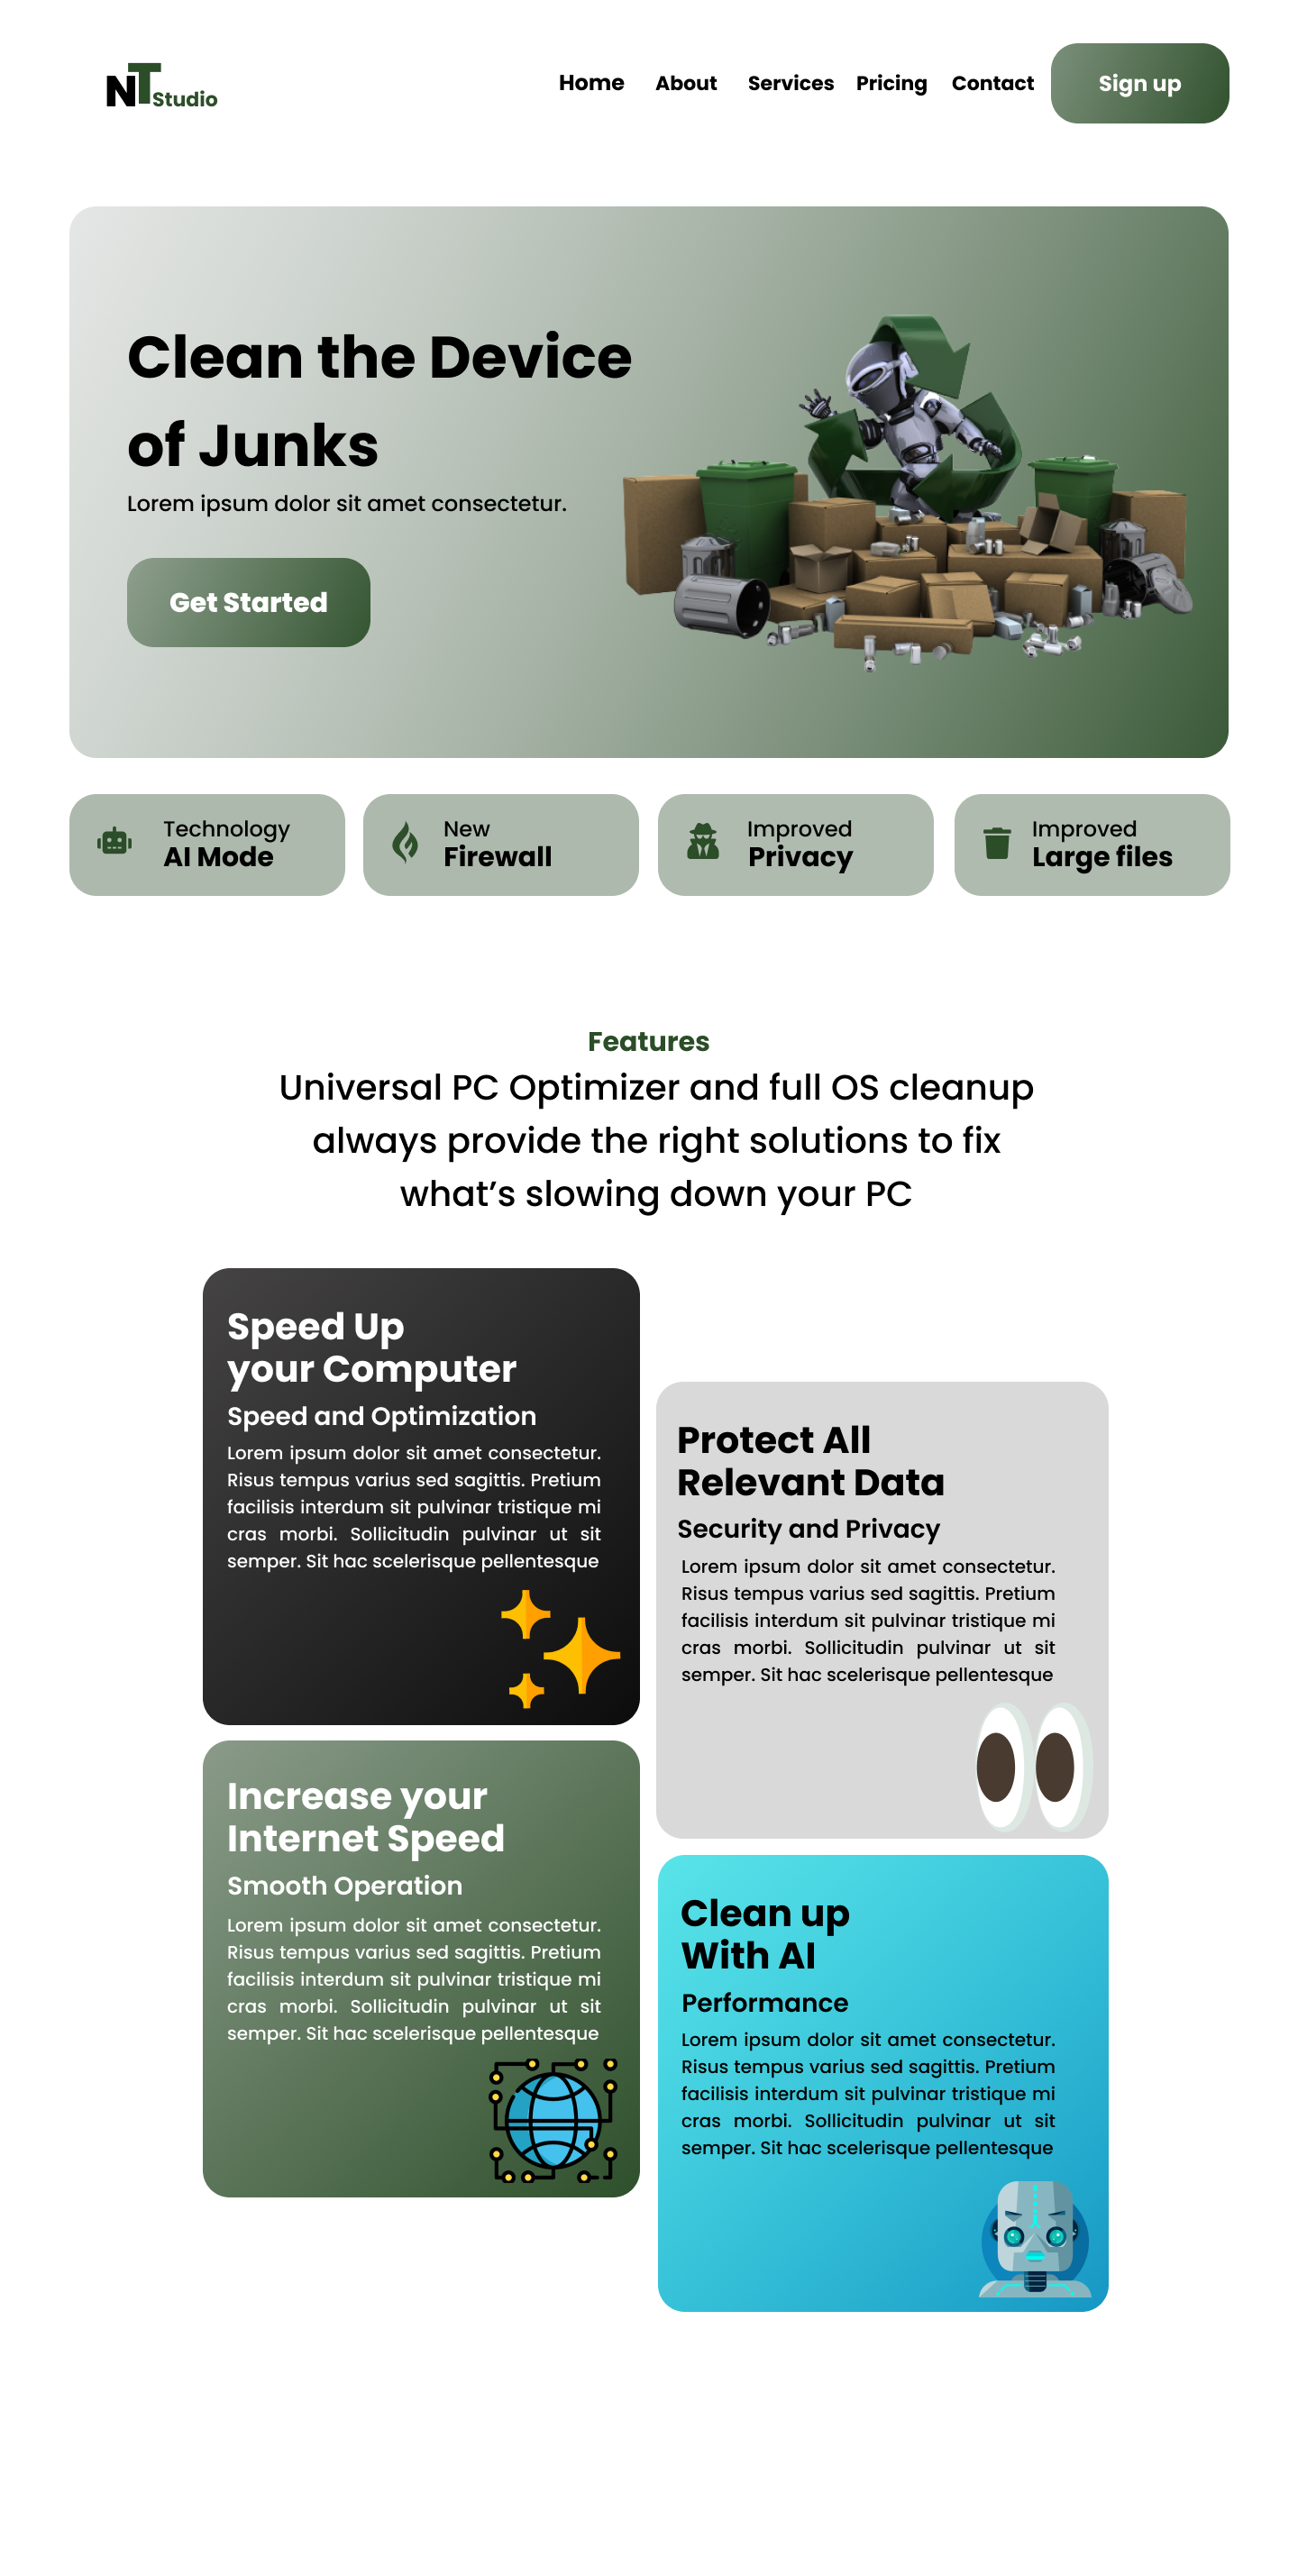 NT Studio
Home About Services Pricing Contact Sign up
Clean the Device
of Junks
Lorem ipsum dolor sit amet consectetur.
Get Started
Technology
AI Mode
New
Firewall
Improved
Privacy
Improved
Large files
Features
Universal PC Optimizer and full OS cleanup
always provide the right solutions to fix
what’s slowing down your PC
Speed Up
your Computer
Speed and Optimization
Lorem ipsum dolor sit amet consectetur.
Risus tempus varius sed sagittis. Pretium
facilisis interdum sit pulvinar tristique mi
cras morbi. Sollicitudin pulvinar ut sit
semper. Sit hac scelerisque pellentesque
Protect All
Relevant Data
Security and Privacy
Lorem ipsum dolor sit amet consectetur.
Risus tempus varius sed sagittis. Pretium
facilisis interdum sit pulvinar tristique mi
cras morbi. Sollicitudin pulvinar ut sit
semper. Sit hac scelerisque pellentesque
Increase your
Internet Speed
Smooth Operation
Lorem ipsum dolor sit amet consectetur.
Risus tempus varius sed sagittis. Pretium
facilisis interdum sit pulvinar tristique mi
cras morbi. Sollicitudin pulvinar ut sit
semper. Sit hac scelerisque pellentesque
Clean up
With AI
Performance
Lorem ipsum dolor sit amet consectetur.
Risus tempus varius sed sagittis. Pretium
facilisis interdum sit pulvinar tristique mi
cras morbi. Sollicitudin pulvinar ut sit
semper. Sit hac scelerisque pellentesque